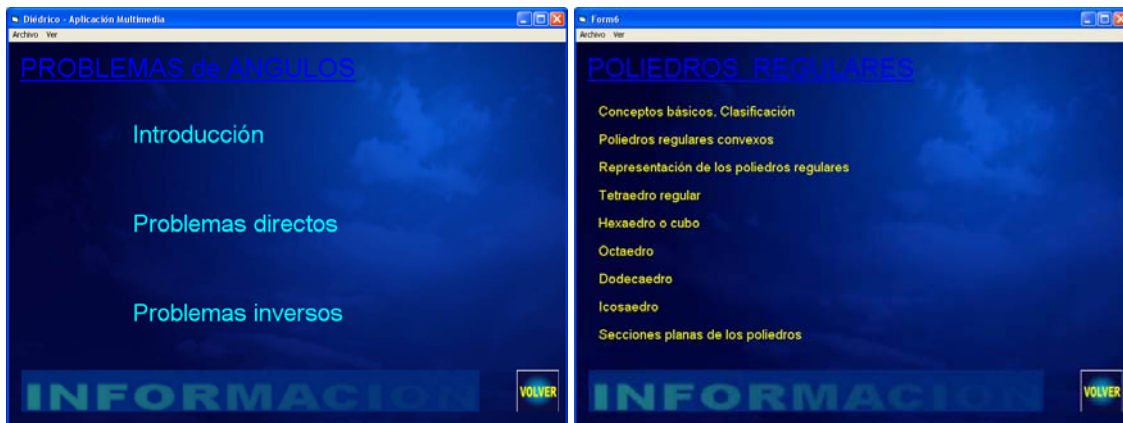 Diédrico - Aplicación Multimedia
Archivo Ver
PROBLEMAS de ANGULOS
Introducción
Problemas directos
Problemas inversos
INFORMACION
VOLVER
Form6
Archivo Ver
POLIEDROS REGULARES
Conceptos básicos. Clasificación
Poliedros regulares convexos
Representación de los poliedros regulares
Tetraedro regular
Hexaedro o cubo
Octaedro
Dodecaedro
Icosaedro
Secciones planas de los poliedros
INFORMACION
VOLVER